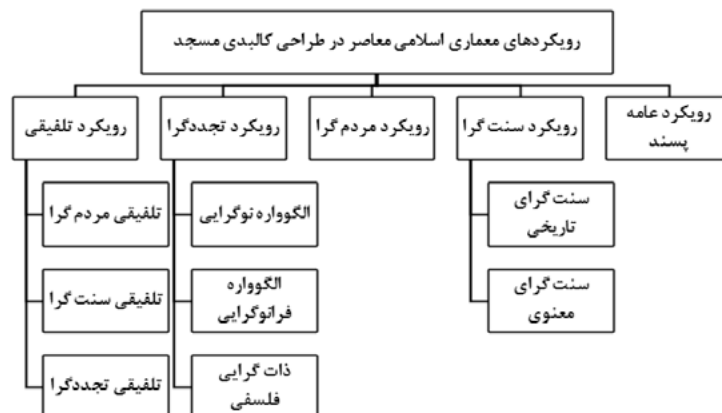 رویکردهای معماری اسلامی معاصر در طراحی کالبدی مسجد
رویکرد عامه
پسند
رویکرد سنت گرا
رویکرد مردم گرا
رویکرد تجددگرا
رویکرد تلفیقی
سنت گرای
تاریخی
سنت گرای
معنوی
الگوواره نوگرایی
الگوواره
فرانوگرایی
ذات گرایی
فلسفی
تلفیقی مردم گرا
تلفیقی سنت گرا
تلفیقی تجددگرا